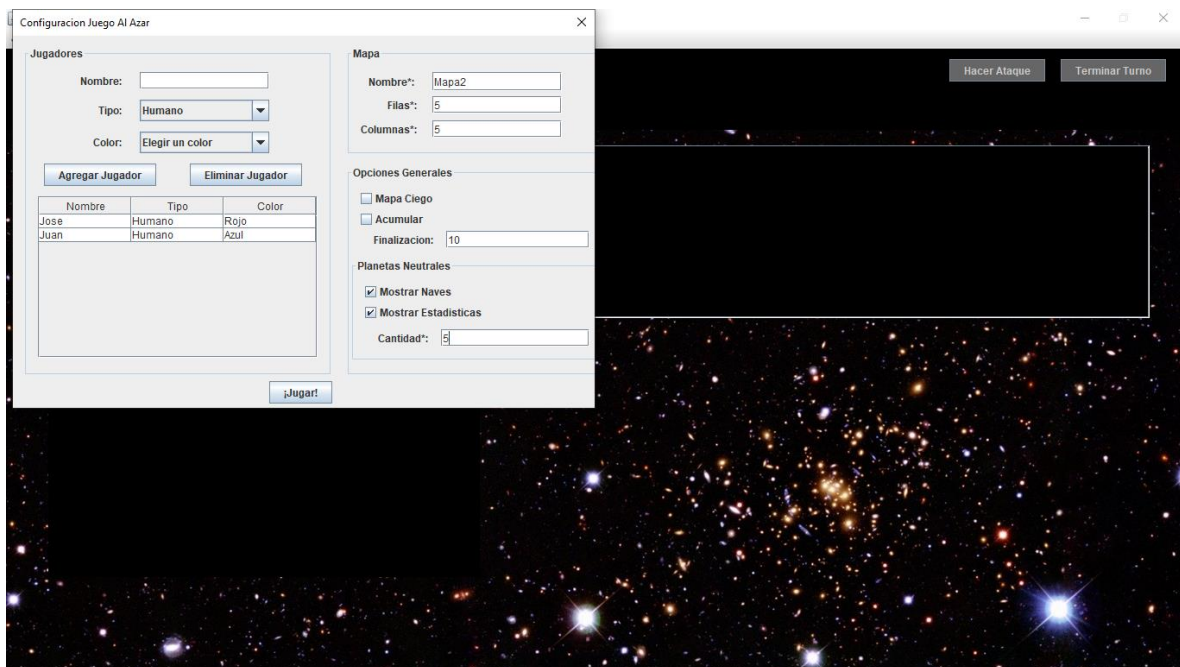 Configuracion Juego Al Azar
Hacer Ataque
Terminar Turno
Jugadores
Nombre:
Tipo: Humano
Color: Elegir un color
Agregar Jugador Eliminar Jugador
Nombre Tipo Color
Jose Humano Rojo
Juan Humano Azul
Mapa
Nombre*: Mapa2
Filas*: 5
Columnas*: 5
Opciones Generales
Mapa Ciego
Acumular
Finalizacion: 10
Planetas Neutrales
Mostrar Naves
Mostrar Estadisticas
Cantidad*: 5
¡Jugar!